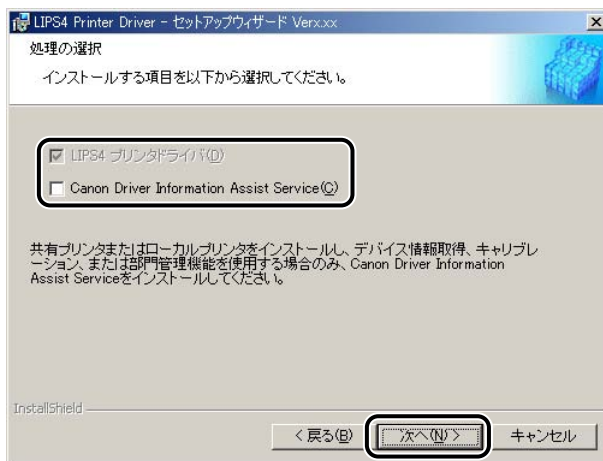 LIPS4 Printer Driver - セットアップウィザード Verx.xx
処理の選択
インストールする項目を以下から選択してください。
LIPS4 プリンタドライバ(D)
Canon Driver Information Assist Service(C)
共有プリンタまたはローカルプリンタをインストールし、デバイス情報取得、キャリブレ
ーション、または部門管理機能を使用する場合のみ、Canon Driver Information
Assist Serviceをインストールしてください。
InstallShield
< 戻る(B)
次へ(N) >
キャンセル